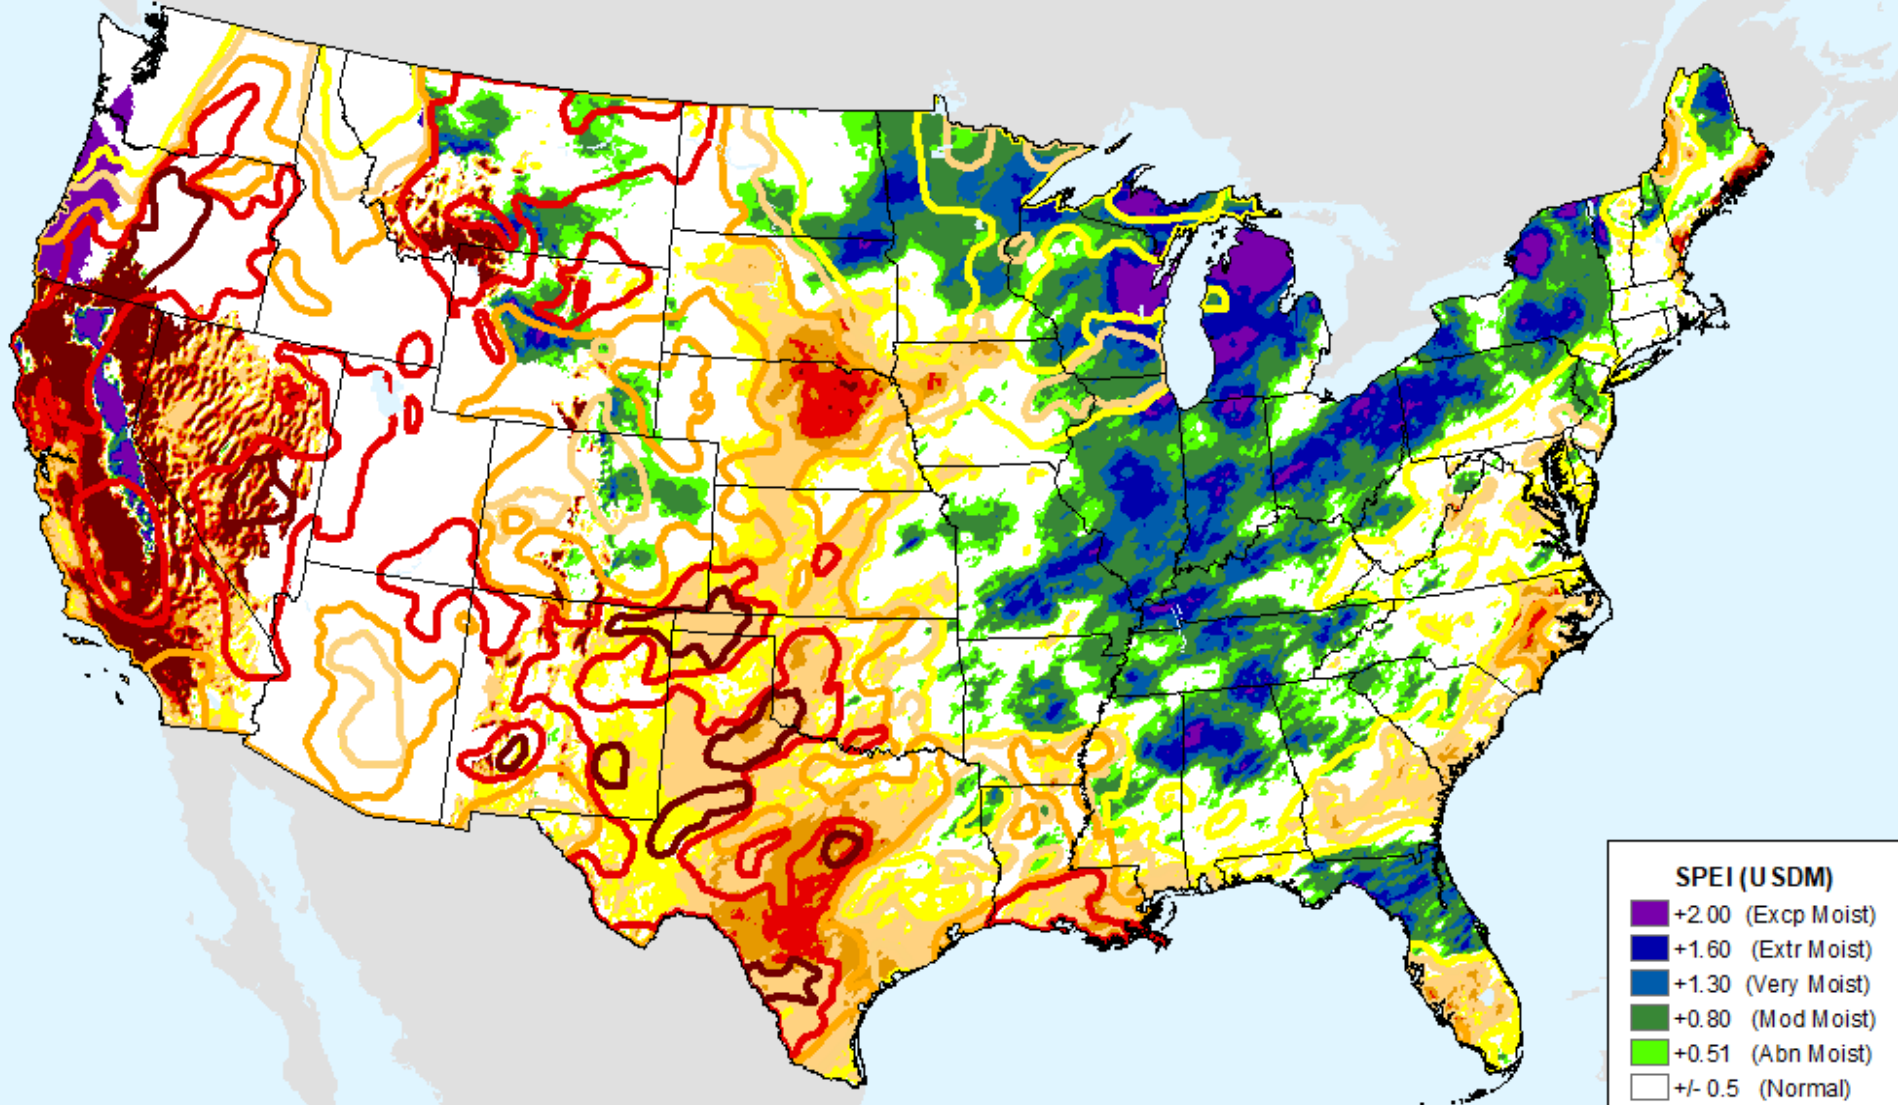 SPEI (USDM)
+2.00 (Excp Moist)
+1.60 (Extr Moist)
+1.30 (Very Moist)
+0.80 (Mod Moist)
+0.51 (Abn Moist)
+/- 0.5 (Normal)